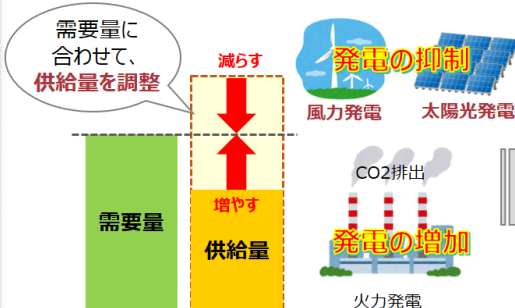 需要量に
合わせて、
供給量を調整
減らす
発電の抑制
風力発電
太陽光発電
CO2排出
増やす
需要量
供給量
発電の増加
火力発電